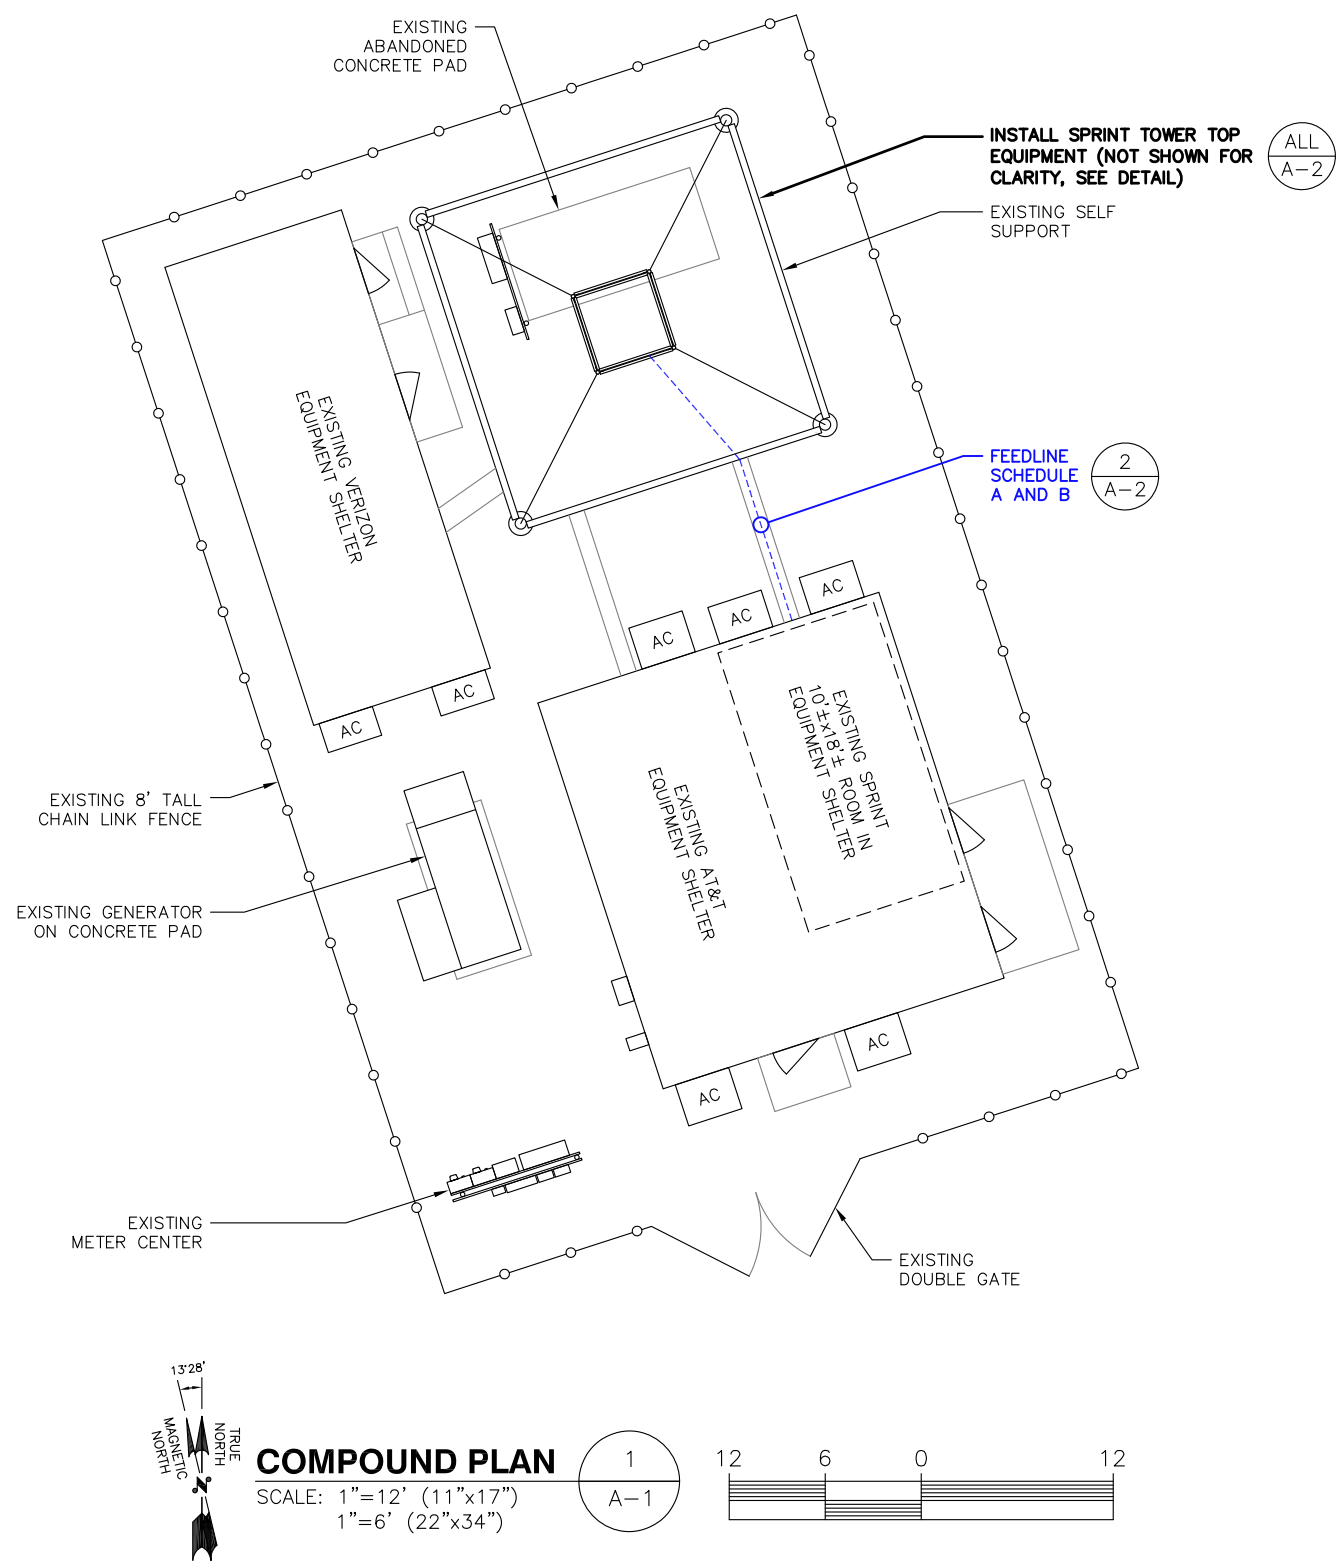 EXISTING
ABANDONED
CONCRETE PAD
INSTALL SPRINT TOWER TOP
EQUIPMENT (NOT SHOWN FOR
CLARITY, SEE DETAIL)
ALL
A-2
EXISTING SELF
SUPPORT
FEEDLINE
SCHEDULE
A AND B
2
A-2
EXISTING VERIZON
EQUIPMENT SHELTER
AC
AC
AC
AC
AC
EXISTING SPRINT
10'±x18'± ROOM IN
EQUIPMENT SHELTER
EXISTING AT&T
EQUIPMENT SHELTER
EXISTING 8' TALL
CHAIN LINK FENCE
EXISTING GENERATOR
ON CONCRETE PAD
AC
AC
EXISTING
METER CENTER
EXISTING
DOUBLE GATE
13°28'
TRUE
NORTH
MAGNETIC
NORTH
N
COMPOUND PLAN
SCALE: 1"=12' (11"x17")
1"=6' (22"x34")
1
A-1
12 6 0 12